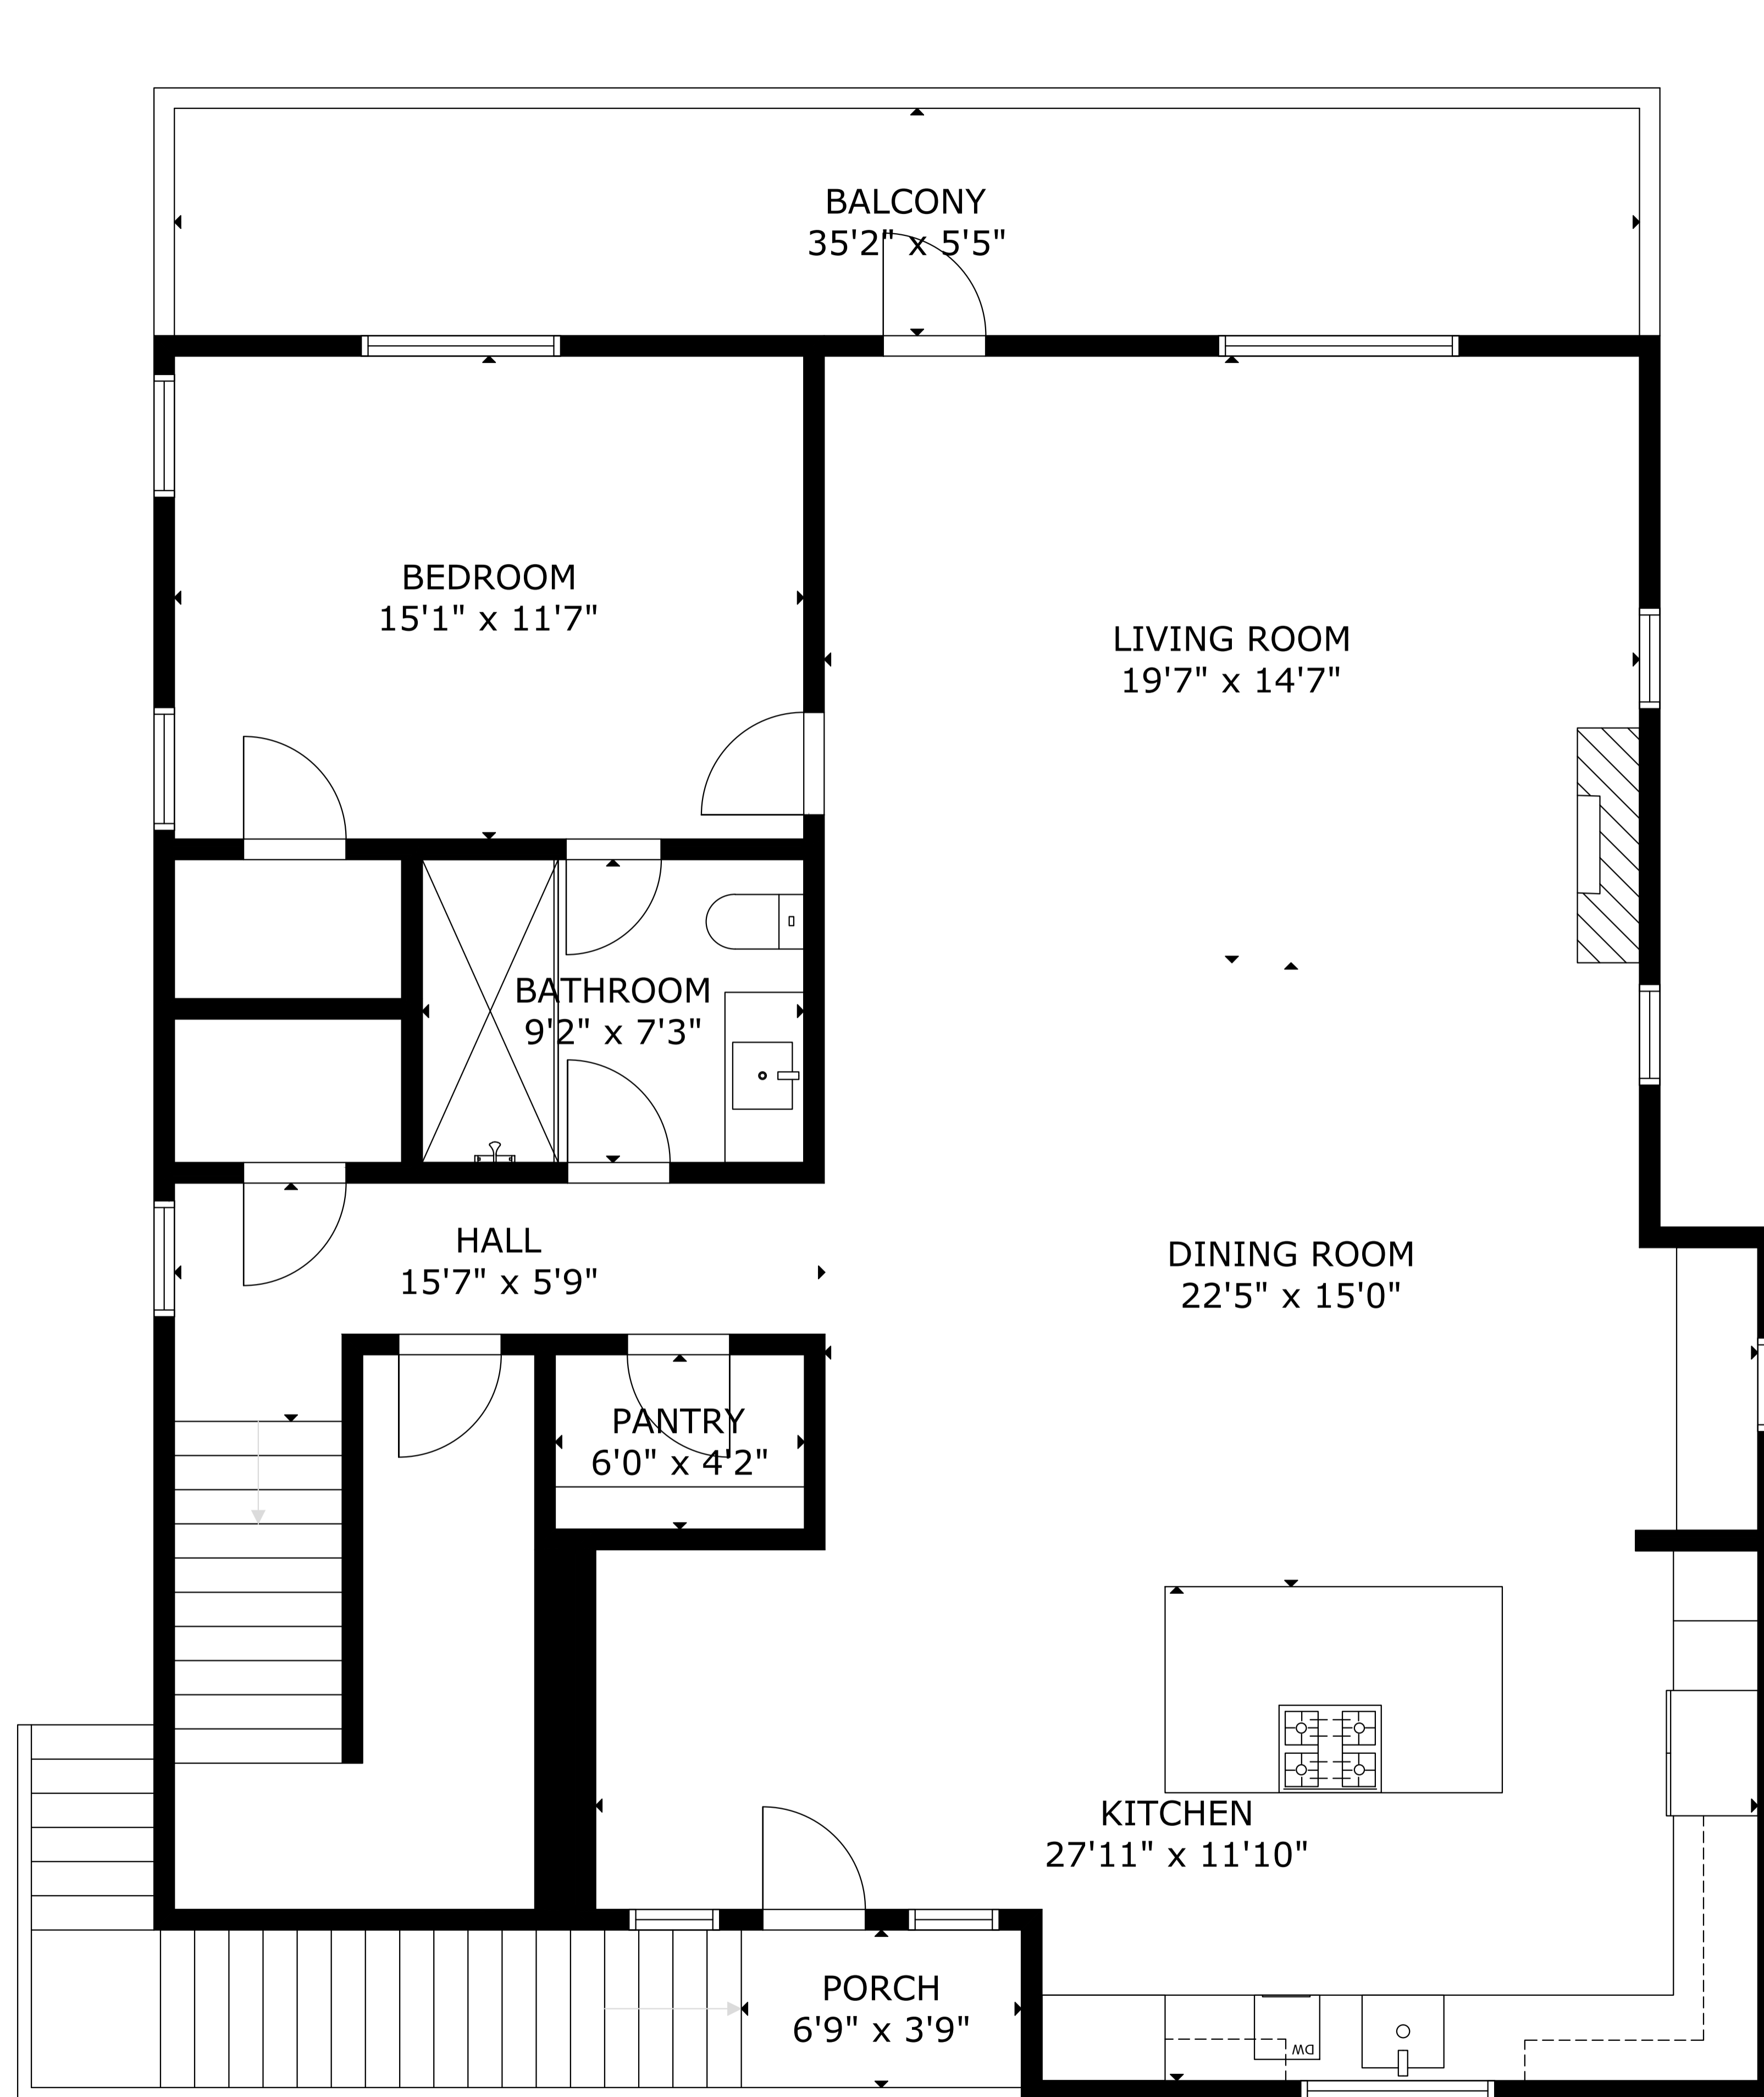 BALCONY
35'2" x 5'5"
BEDROOM
15'1" x 11'7"
LIVING ROOM
19'7" x 14'7"
BATHROOM
9'2" x 7'3"
HALL
15'7" x 5'9"
DINING ROOM
22'5" x 15'0"
PANTRY
6'0" x 4'2"
KITCHEN
27'11" x 11'10"
PORCH
6'9" x 3'9"
DW